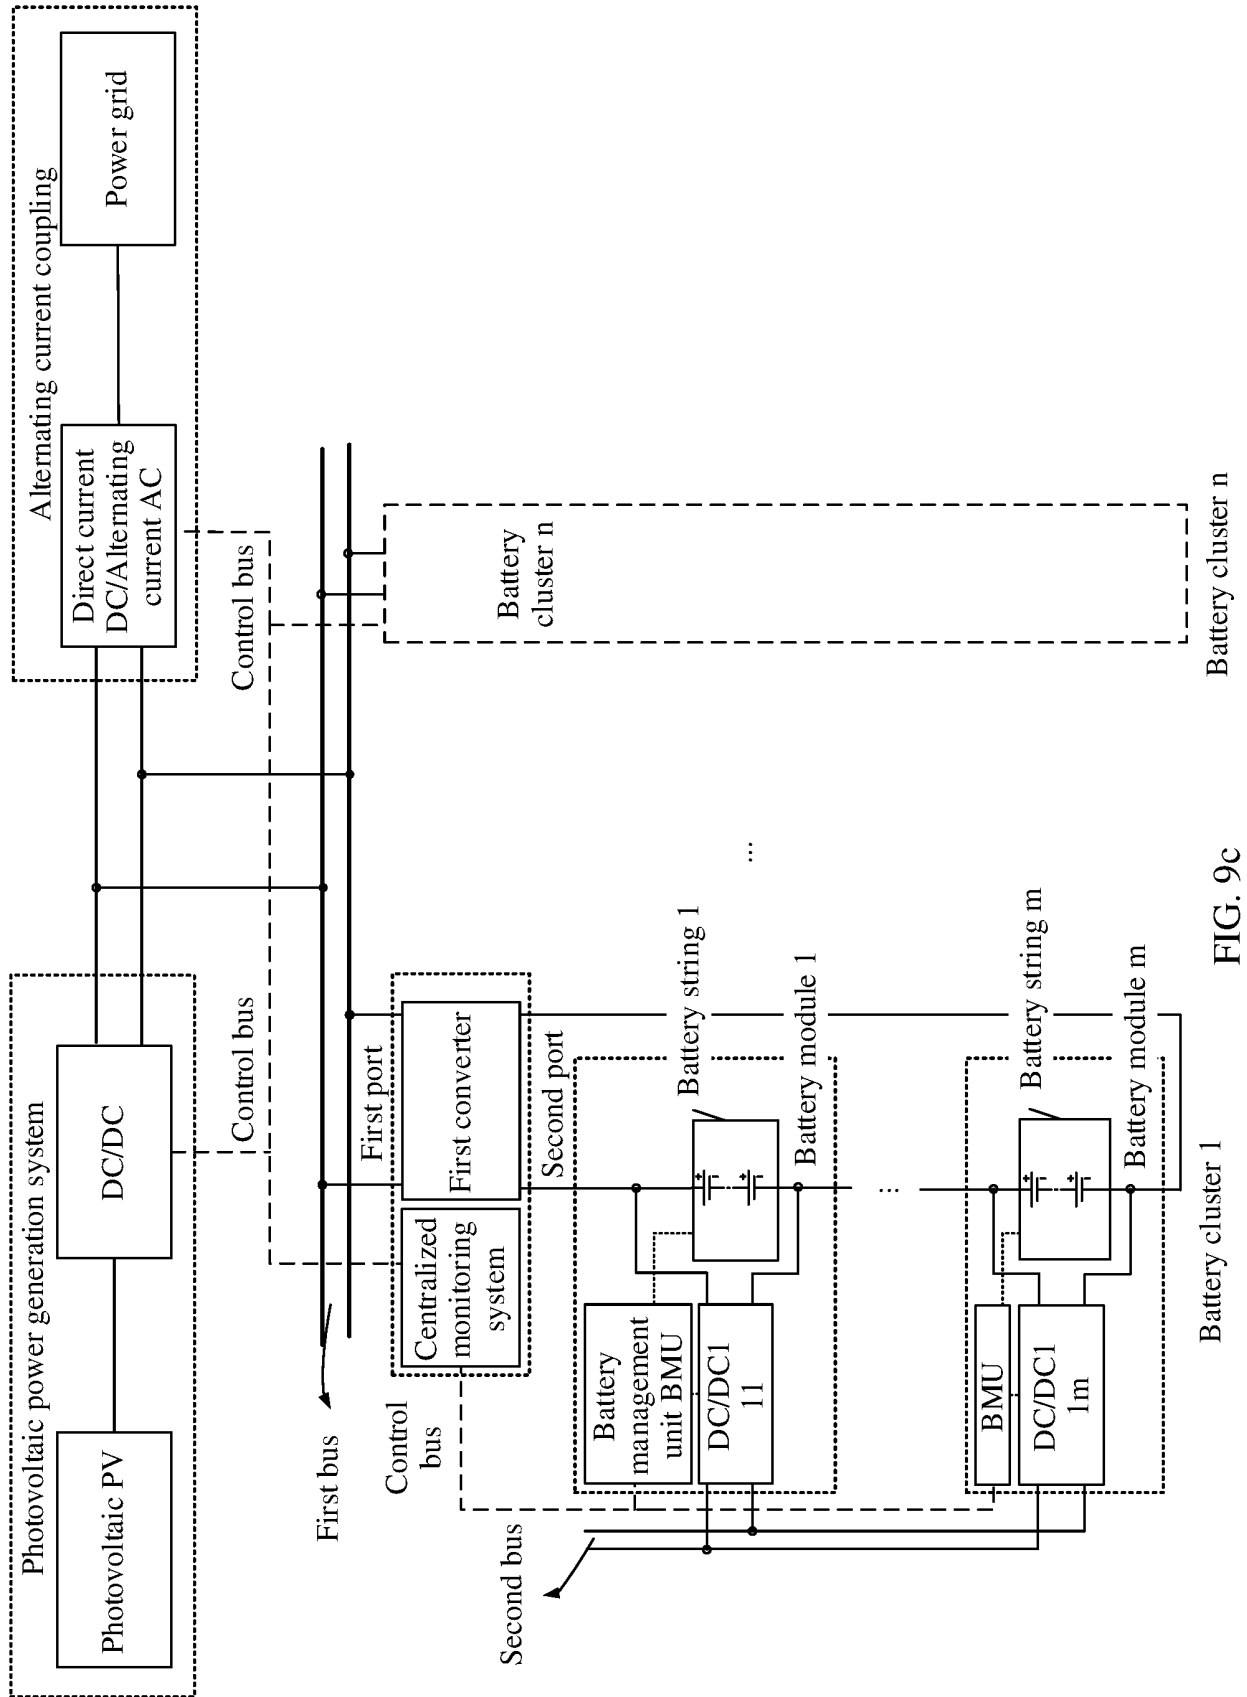 Photovoltaic power generation system
Photovoltaic PV
DC/DC
Alternating current coupling
Direct current
DC/Alternating
current AC
Power grid
Control bus
Control bus
First bus
First port
Centralized
monitoring
system
First converter
Control
bus
Second port
Second bus
Battery
management
unit BMU
DC/DC1
11
Battery string 1
Battery module 1
...
...
BMU
DC/DC1
1m
Battery string m
Battery module m
Battery cluster 1
Battery
cluster n
Battery cluster n
FIG. 9c